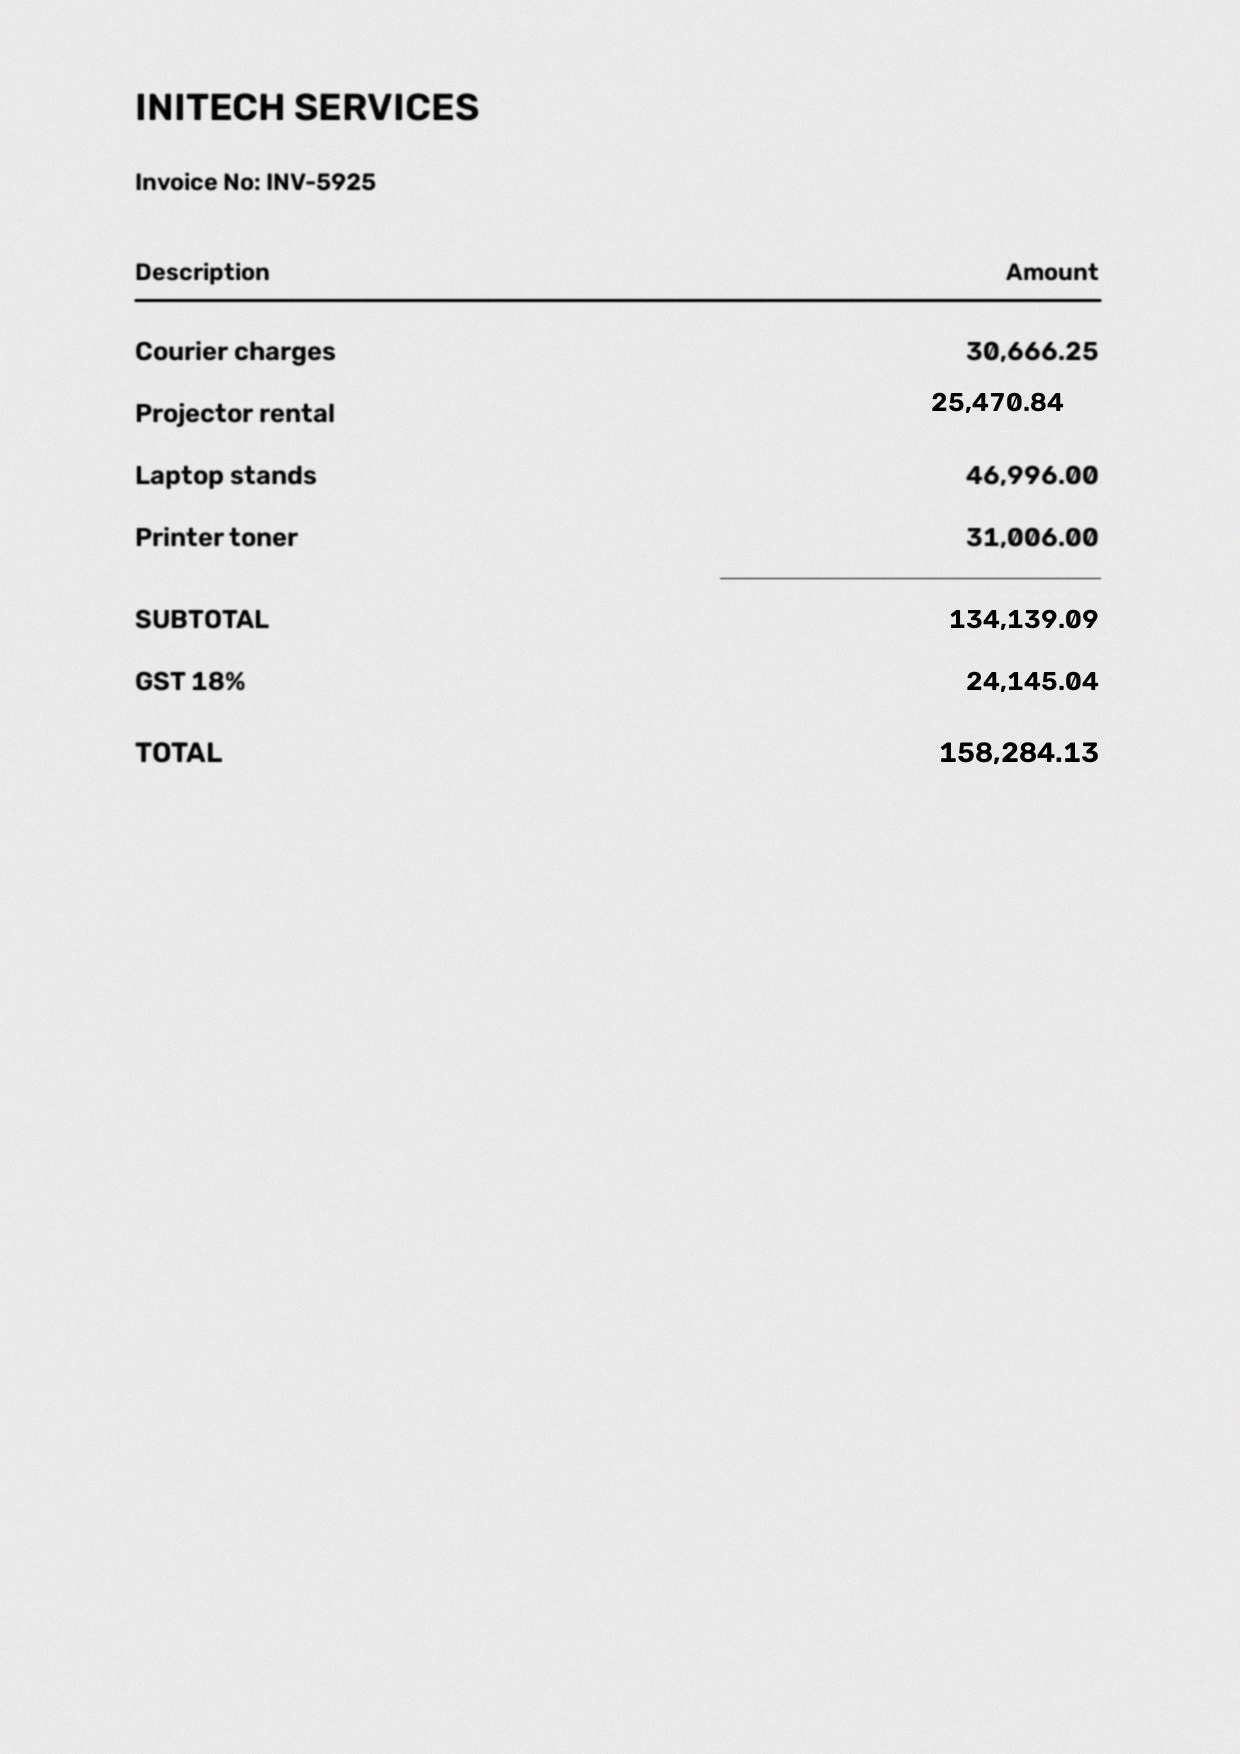 INITECH SERVICES
Invoice No: INV-5925
Description Amount
Courier charges 30,666.25
Projector rental 25,470.84
Laptop stands 46,996.00
Printer toner 31,006.00
SUBTOTAL 134,139.09
GST 18% 24,145.04
TOTAL 158,284.13